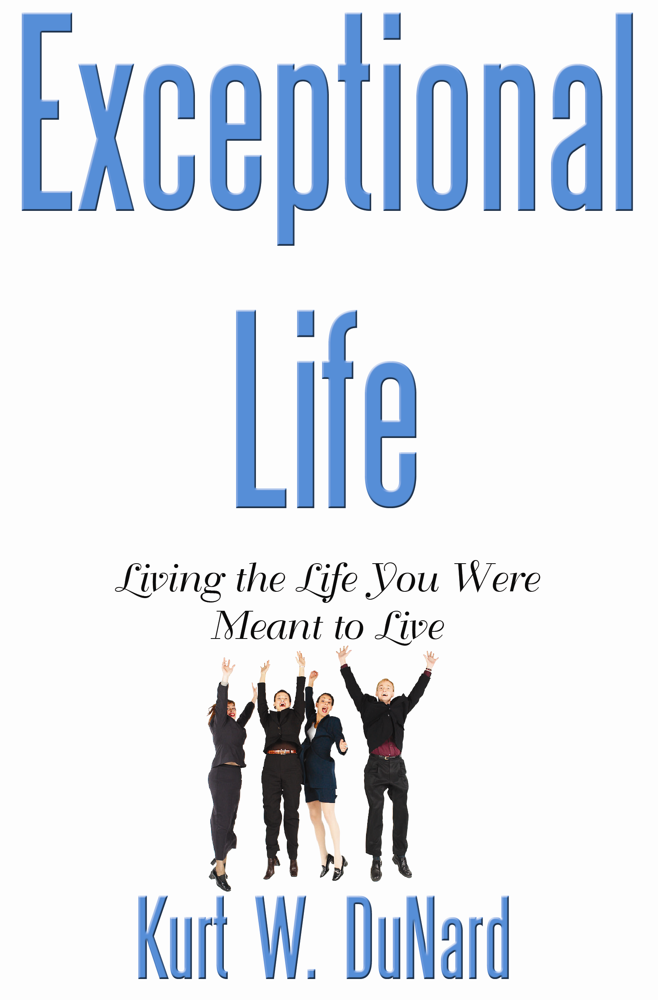 Exceptional
Life
Living the Life You Were
Meant to Live
Kurt W. DuNard